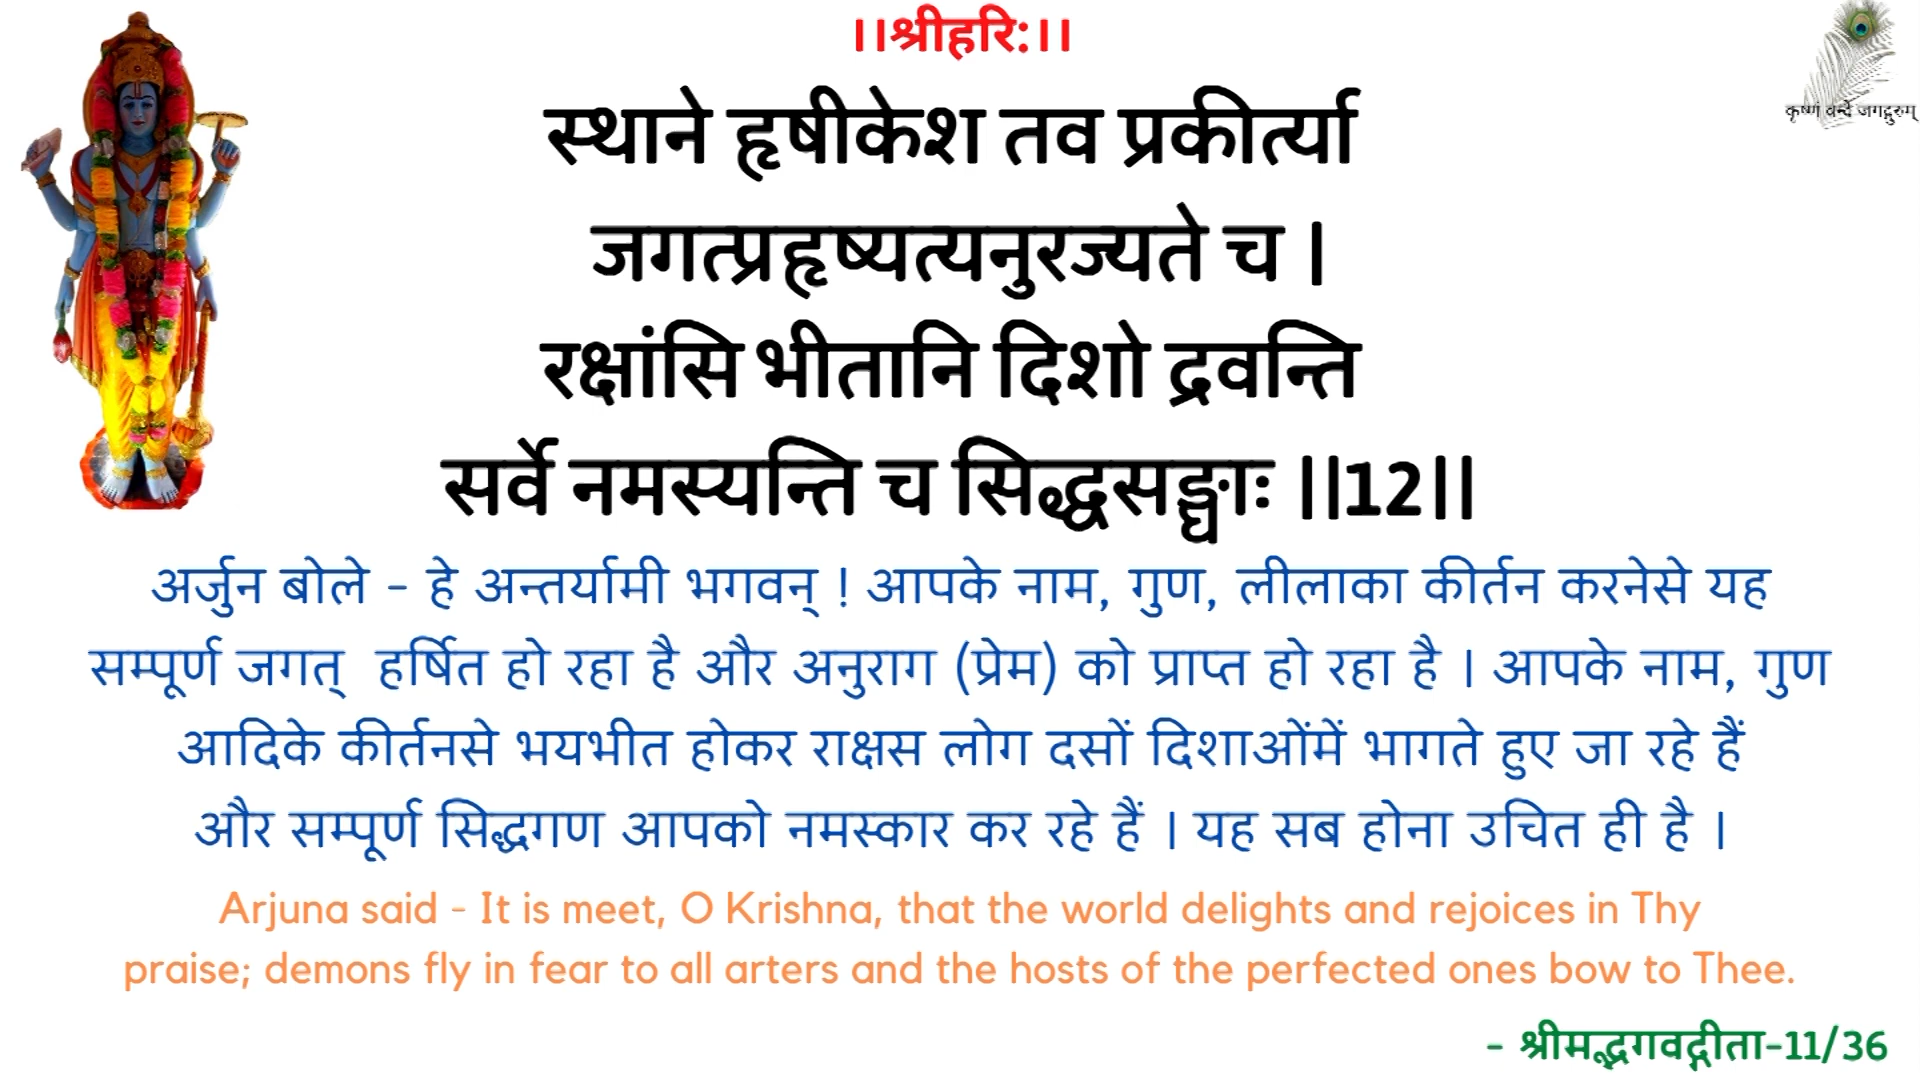 ।।श्रीहरि:।।
कृष्णं वन्दे जगद्गुरुम्
स्थाने हृषीकेश तव प्रकीर्त्या
जगत्प्रहृष्यत्यनुरज्यते च |
रक्षांसि भीतानि दिशो द्रवन्ति
सर्वे नमस्यन्ति च सिद्धसङ्घाः ||12||
अर्जुन बोले - हे अन्तर्यामी भगवन् ! आपके नाम, गुण, लीलाका कीर्तन करनेसे यह
सम्पूर्ण जगत् हर्षित हो रहा है और अनुराग (प्रेम) को प्राप्त हो रहा है | आपके नाम, गुण
आदिके कीर्तनसे भयभीत होकर राक्षस लोग दसों दिशाओंमें भागते हुए जा रहे हैं
और सम्पूर्ण सिद्धगण आपको नमस्कार कर रहे हैं | यह सब होना उचित ही है |
Arjuna said - It is meet, O Krishna, that the world delights and rejoices in Thy
praise; demons fly in fear to all arters and the hosts of the perfected ones bow to Thee.
- श्रीमद्भगवद्गीता-11/36